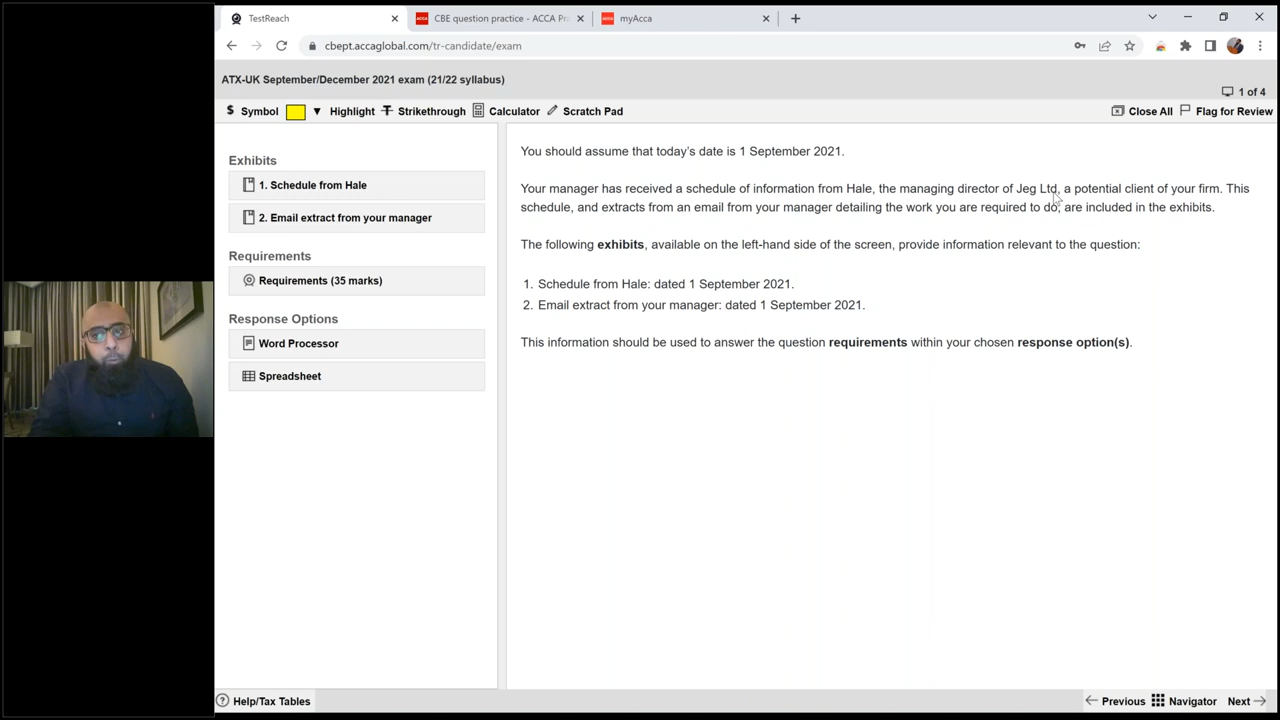 TestReach
CBE question practice - ACCA Pr
myAcca
cbept.accaglobal.com/tr-candidate/exam
ATX-UK September/December 2021 exam (21/22 syllabus)
1 of 4
$ Symbol Highlight Strikethrough Calculator Scratch Pad Close All Flag for Review
Exhibits
1. Schedule from Hale
2. Email extract from your manager
Requirements
Requirements (35 marks)
Response Options
Word Processor
Spreadsheet
You should assume that today's date is 1 September 2021.
Your manager has received a schedule of information from Hale, the managing director of Jeg Ltd, a potential client of your firm. This
schedule, and extracts from an email from your manager detailing the work you are required to do, are included in the exhibits.
The following exhibits, available on the left-hand side of the screen, provide information relevant to the question:
1. Schedule from Hale: dated 1 September 2021.
2. Email extract from your manager: dated 1 September 2021.
This information should be used to answer the question requirements within your chosen response option(s).
? Help/Tax Tables
Previous Navigator Next